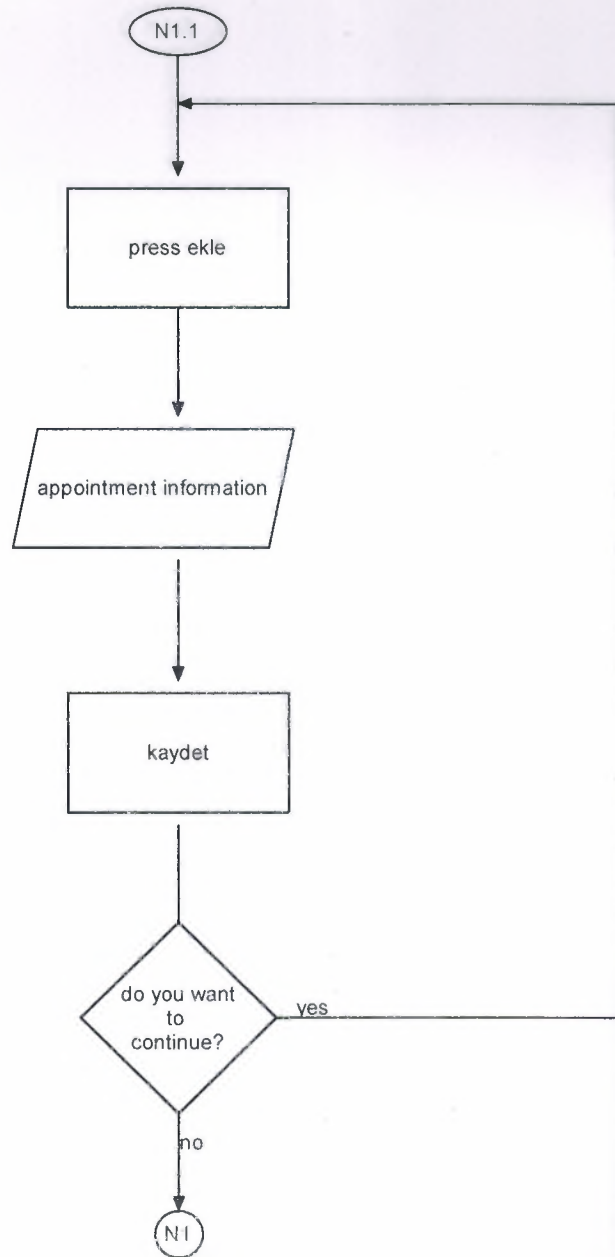 N1.1
press ekle
appointment information
kaydet
do you want
to
continue?
yes
no
N1